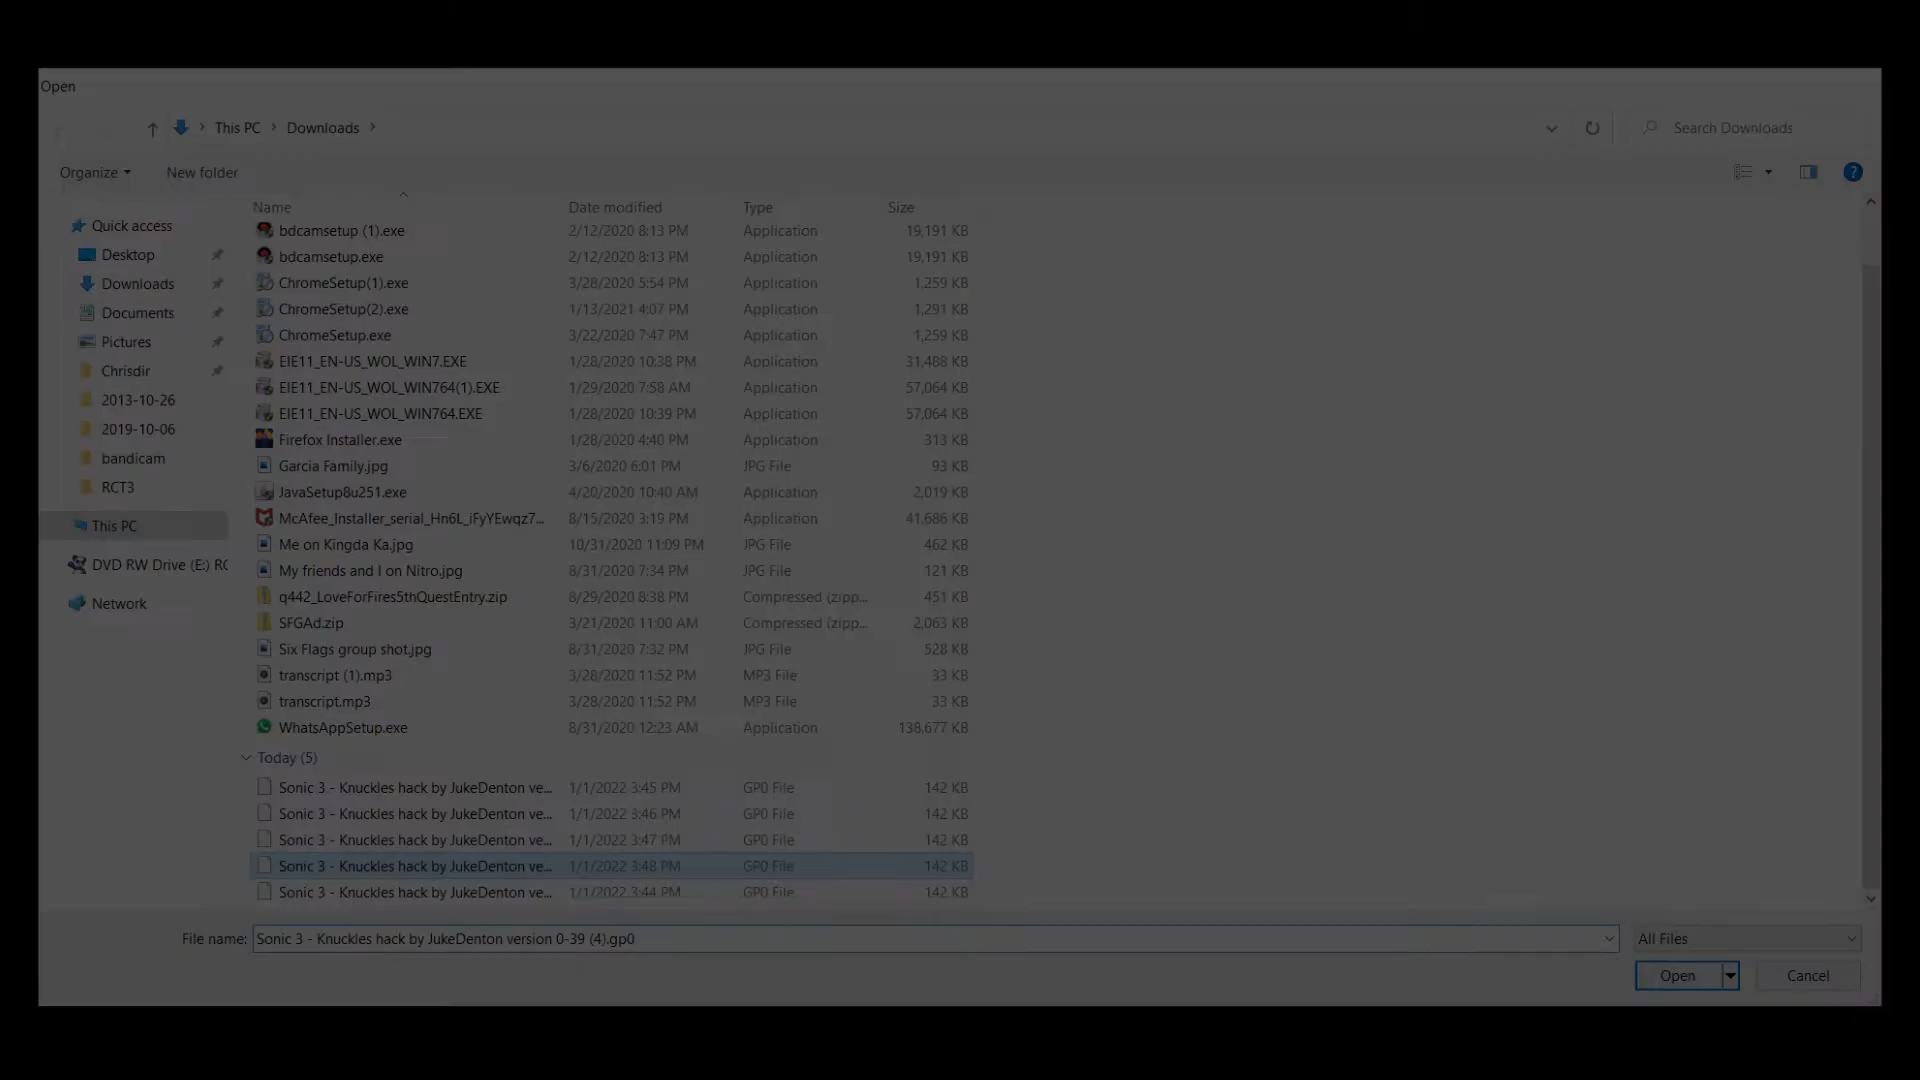 Open
This PC > Downloads >
Search Downloads
Organize
New folder
?
Name Date modified Type Size
Quick access
Desktop
Downloads
Documents
Pictures
Chrisdir
2013-10-26
2019-10-06
bandicam
RCT3
This PC
DVD RW Drive (E:) RC
Network
bdcamsetup (1).exe 2/12/2020 8:13 PM Application 19,191 KB
bdcamsetup.exe 2/12/2020 8:13 PM Application 19,191 KB
ChromeSetup(1).exe 3/28/2020 5:54 PM Application 1,259 KB
ChromeSetup(2).exe 1/13/2021 4:07 PM Application 1,291 KB
ChromeSetup.exe 3/22/2020 7:47 PM Application 1,259 KB
EIE11_EN-US_WOL_WIN7.EXE 1/28/2020 10:38 PM Application 31,488 KB
EIE11_EN-US_WOL_WIN764(1).EXE 1/29/2020 7:58 AM Application 57,064 KB
EIE11_EN-US_WOL_WIN764.EXE 1/28/2020 10:39 PM Application 57,064 KB
Firefox Installer.exe 1/28/2020 4:40 PM Application 313 KB
Garcia Family.jpg 3/6/2020 6:01 PM JPG File 93 KB
JavaSetup8u251.exe 4/20/2020 10:40 AM Application 2,019 KB
McAfee_Installer_serial_Hn6L_iFyYEwqz7... 8/15/2020 3:19 PM Application 41,686 KB
Me on Kingda Ka.jpg 10/31/2020 11:09 PM JPG File 462 KB
My friends and I on Nitro.jpg 8/31/2020 7:34 PM JPG File 121 KB
q442_LoveForFires5thQuestEntry.zip 8/29/2020 8:38 PM Compressed (zipp... 451 KB
SFGAd.zip 3/21/2020 11:00 AM Compressed (zipp... 2,063 KB
Six Flags group shot.jpg 8/31/2020 7:32 PM JPG File 528 KB
transcript (1).mp3 3/28/2020 11:52 PM MP3 File 33 KB
transcript.mp3 3/28/2020 11:52 PM MP3 File 33 KB
WhatsAppSetup.exe 8/31/2020 12:23 AM Application 138,677 KB
Today (5)
Sonic 3 - Knuckles hack by JukeDenton ve... 1/1/2022 3:45 PM GP0 File 142 KB
Sonic 3 - Knuckles hack by JukeDenton ve... 1/1/2022 3:46 PM GP0 File 142 KB
Sonic 3 - Knuckles hack by JukeDenton ve... 1/1/2022 3:47 PM GP0 File 142 KB
Sonic 3 - Knuckles hack by JukeDenton ve... 1/1/2022 3:48 PM GP0 File 142 KB
Sonic 3 - Knuckles hack by JukeDenton ve... 1/1/2022 3:44 PM GP0 File 142 KB
File name: Sonic 3 - Knuckles hack by JukeDenton version 0-39 (4).gp0
All Files
Open
Cancel